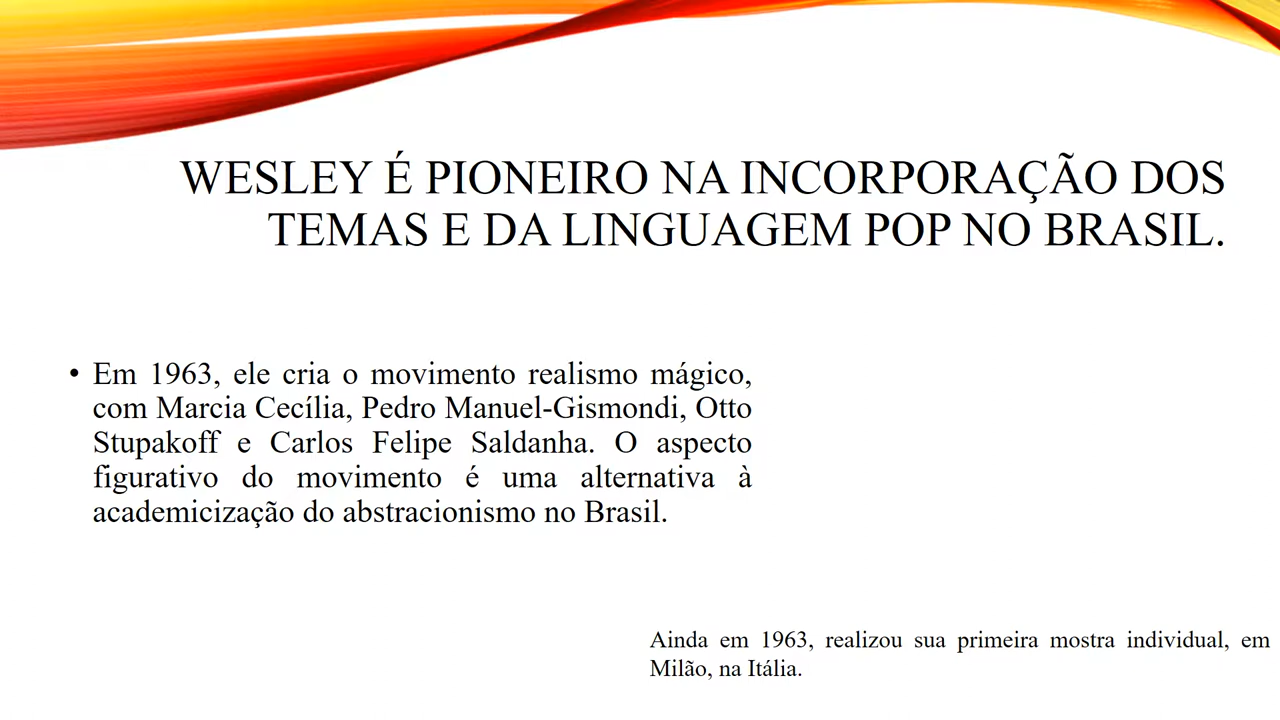 WESLEY É PIONEIRO NA INCORPORAÇÃO DOS
TEMAS E DA LINGUAGEM POP NO BRASIL.
• Em 1963, ele cria o movimento realismo mágico,
com Marcia Cecília, Pedro Manuel-Gismondi, Otto
Stupakoff e Carlos Felipe Saldanha. O aspecto
figurativo do movimento é uma alternativa à
academicização do abstracionismo no Brasil.
Ainda em 1963, realizou sua primeira mostra individual, em
Milão, na Itália.